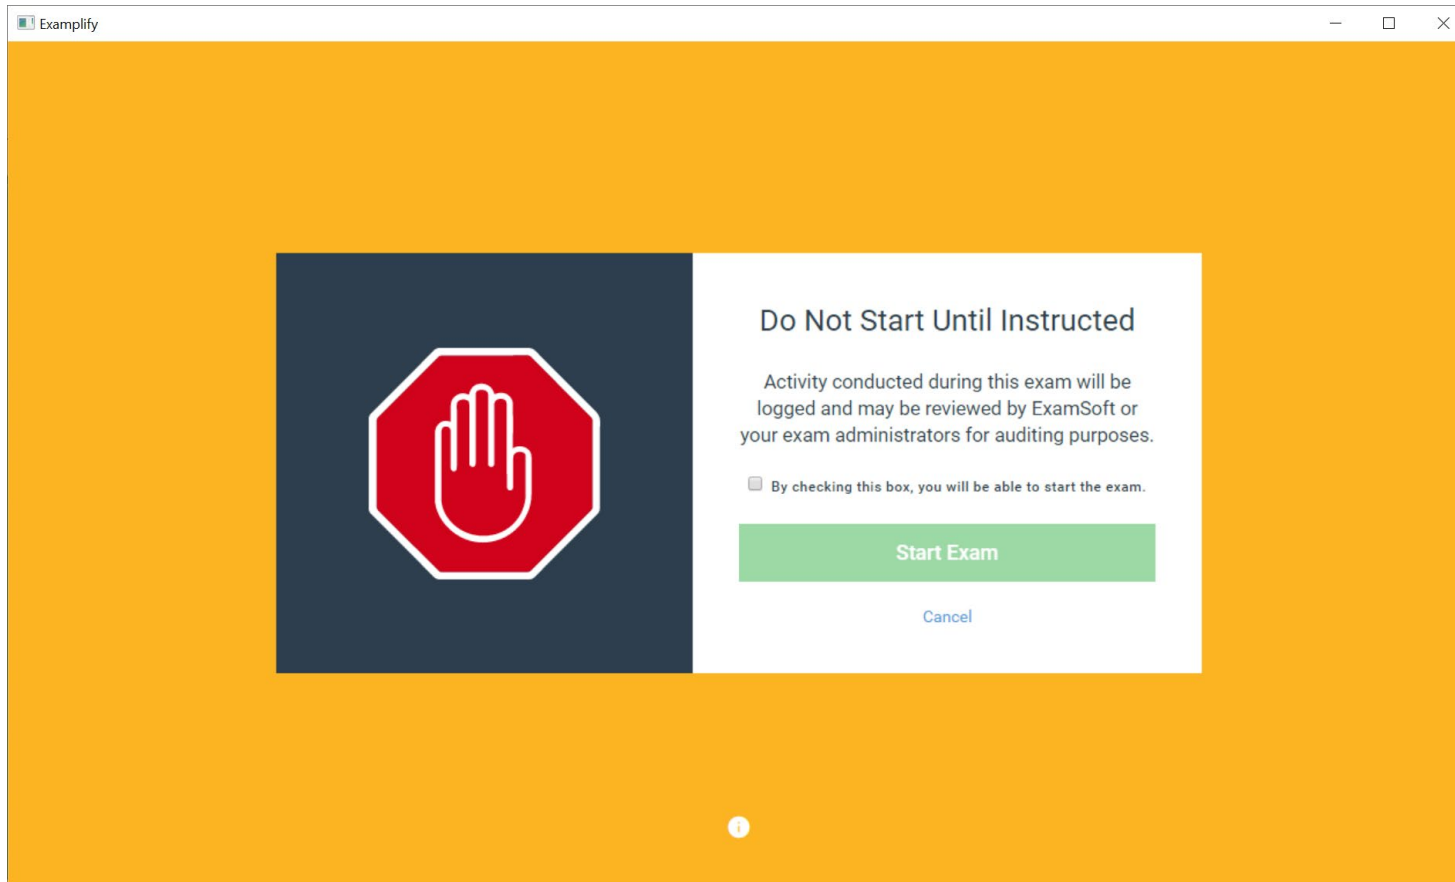 Examplify
Do Not Start Until Instructed
Activity conducted during this exam will be
logged and may be reviewed by ExamSoft or
your exam administrators for auditing purposes.
By checking this box, you will be able to start the exam.
Start Exam
Cancel
i